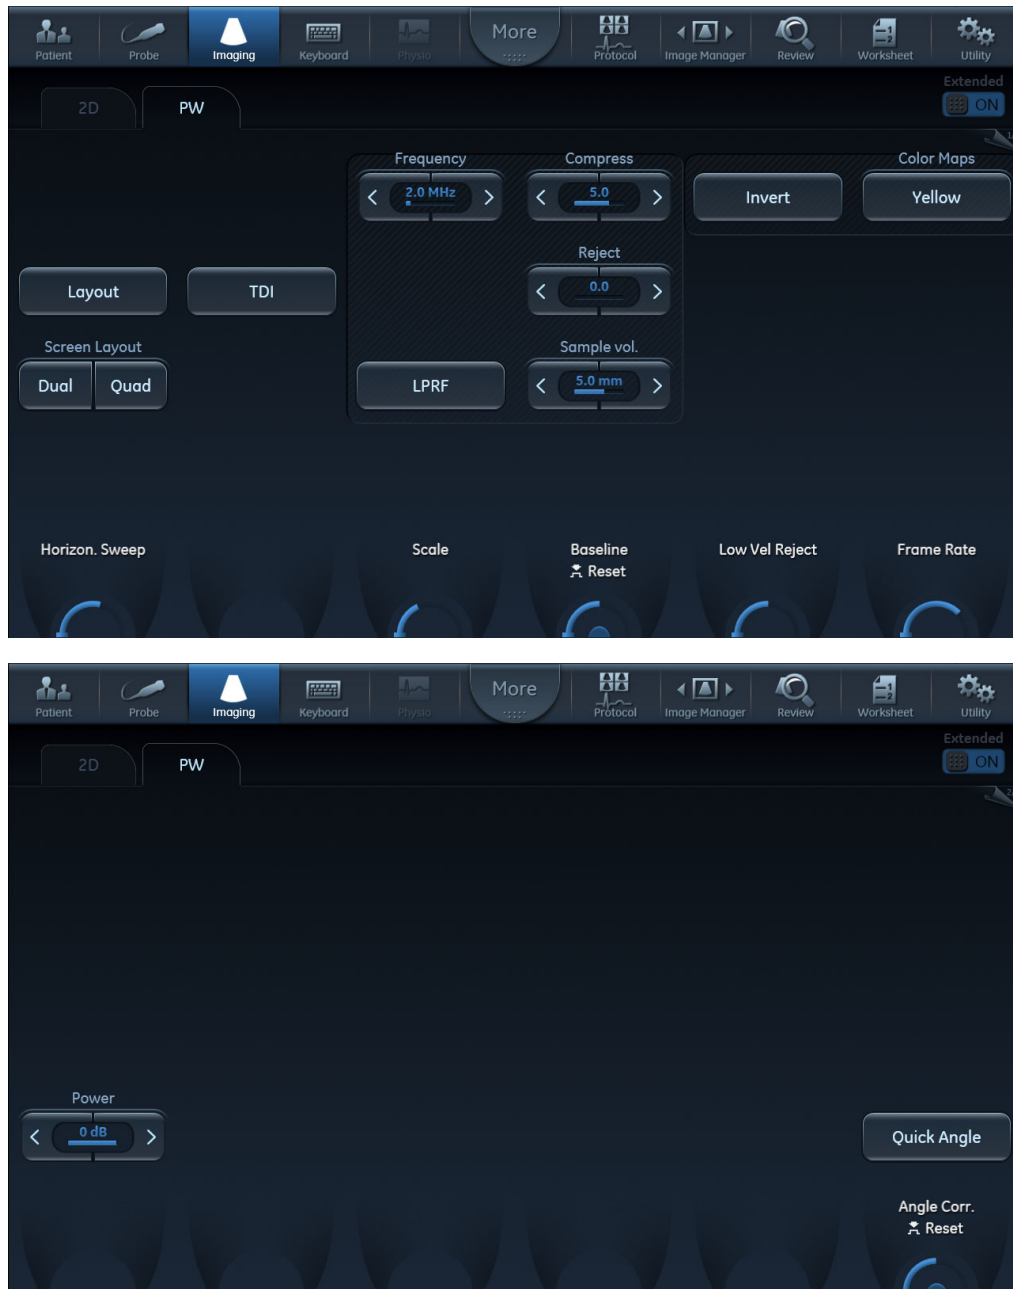 Patient Probe Imaging Keyboard Physio More Protocol Image Manager Review Worksheet Utility
Extended
ON
2D PW
Frequency Compress Color Maps
2.0 MHz 5.0 Invert Yellow
Reject
Layout TDI 0.0
Screen Layout Sample vol.
Dual Quad LPRF 5.0 mm
Horizon. Sweep Scale Baseline Low Vel Reject Frame Rate
Reset
Patient Probe Imaging Keyboard Physio More Protocol Image Manager Review Worksheet Utility
Extended
ON
2D PW
Power
0 dB Quick Angle
Angle Corr.
Reset